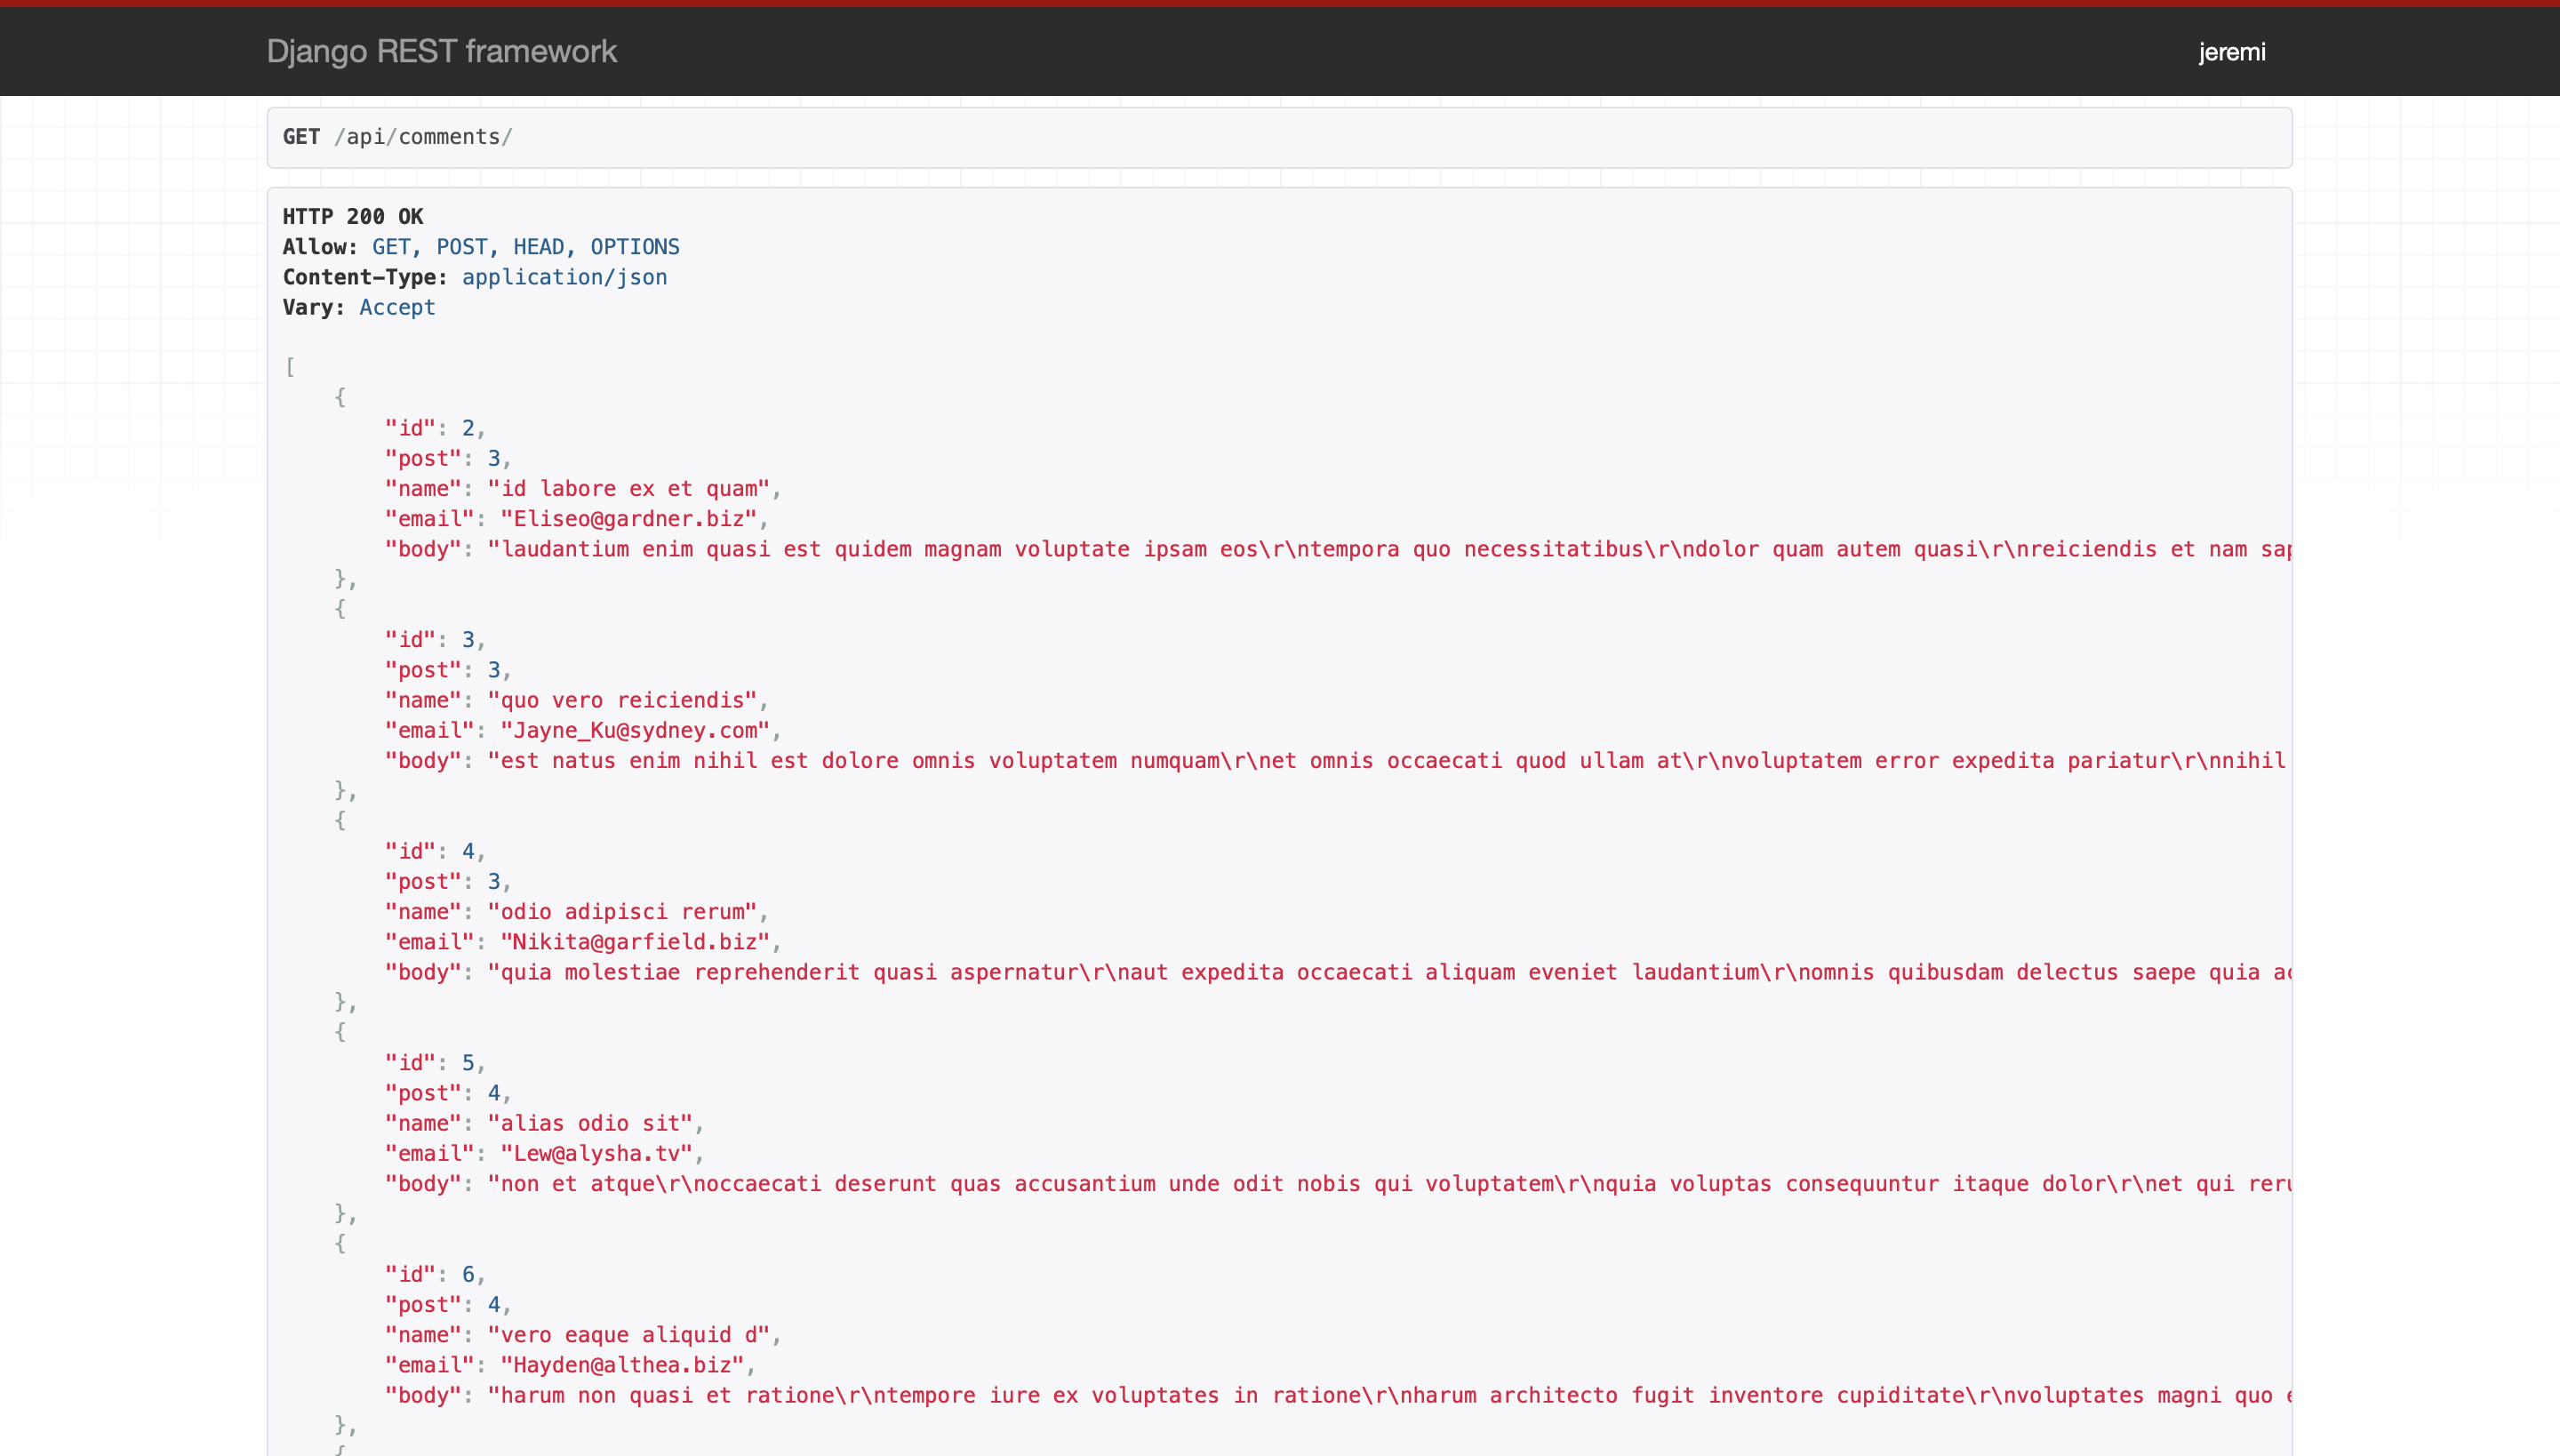 Django REST framework
jeremi
GET /api/comments/
HTTP 200 OK
Allow: GET, POST, HEAD, OPTIONS
Content-Type: application/json
Vary: Accept
[
{
"id": 2,
"post": 3,
"name": "id labore ex et quam",
"email": "Eliseo@gardner.biz",
"body": "laudantium enim quasi est quidem magnam voluptate ipsam eos\r\ntempora quo necessitatibus\r\ndolor quam autem quasi\r\nreiciendis et nam
},
{
"id": 3,
"post": 3,
"name": "quo vero reiciendis",
"email": "Jayne_Ku@sydney.com",
"body": "est natus enim nihil est dolore omnis voluptatem numquam\r\net omnis occaecati quod ullam at\r\nvoluptatem error expedita pariatur\r\nnihil
},
{
"id": 4,
"post": 3,
"name": "odio adipisci rerum",
"email": "Nikita@garfield.biz",
"body": "quia molestiae reprehenderit quasi aspernatur\r\naut expedita occaecati aliquam eveniet laudantium\r\nomnis quibusdam delectus saepe quia
},
{
"id": 5,
"post": 4,
"name": "alias odio sit",
"email": "Lew@alysha.tv",
"body": "non et atque\r\noccaecati deserunt quas accusantium unde odit nobis qui voluptatem\r\nquia voluptas consequuntur itaque dolor\r\net qui
},
{
"id": 6,
"post": 4,
"name": "vero eaque aliquid d",
"email": "Hayden@althea.biz",
"body": "harum non quasi et ratione\r\ntempore iure ex voluptates in ratione\r\nharum architecto fugit inventore cupiditate\r\nvoluptates magni quo
},
{